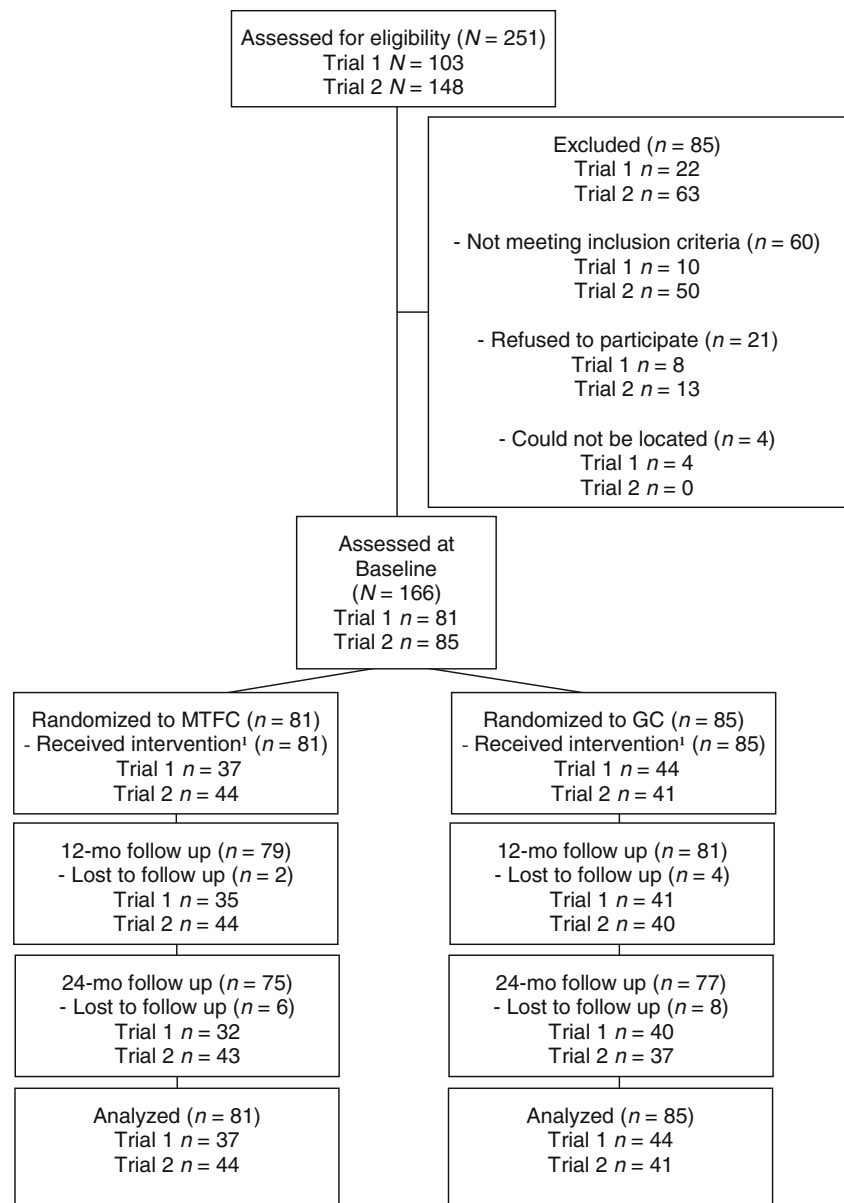 Assessed for eligibility (N = 251)
Trial 1 N = 103
Trial 2 N = 148
Excluded (n = 85)
Trial 1 n = 22
Trial 2 n = 63
- Not meeting inclusion criteria (n = 60)
Trial 1 n = 10
Trial 2 n = 50
- Refused to participate (n = 21)
Trial 1 n = 8
Trial 2 n = 13
- Could not be located (n = 4)
Trial 1 n = 4
Trial 2 n = 0
Assessed at
Baseline
(N = 166)
Trial 1 n = 81
Trial 2 n = 85
Randomized to MTFC (n = 81)
- Received intervention¹ (n = 81)
Trial 1 n = 37
Trial 2 n = 44
Randomized to GC (n = 85)
- Received intervention¹ (n = 85)
Trial 1 n = 44
Trial 2 n = 41
12-mo follow up (n = 79)
- Lost to follow up (n = 2)
Trial 1 n = 35
Trial 2 n = 44
12-mo follow up (n = 81)
- Lost to follow up (n = 4)
Trial 1 n = 41
Trial 2 n = 40
24-mo follow up (n = 75)
- Lost to follow up (n = 6)
Trial 1 n = 32
Trial 2 n = 43
24-mo follow up (n = 77)
- Lost to follow up (n = 8)
Trial 1 n = 40
Trial 2 n = 37
Analyzed (n = 81)
Trial 1 n = 37
Trial 2 n = 44
Analyzed (n = 85)
Trial 1 n = 44
Trial 2 n = 41